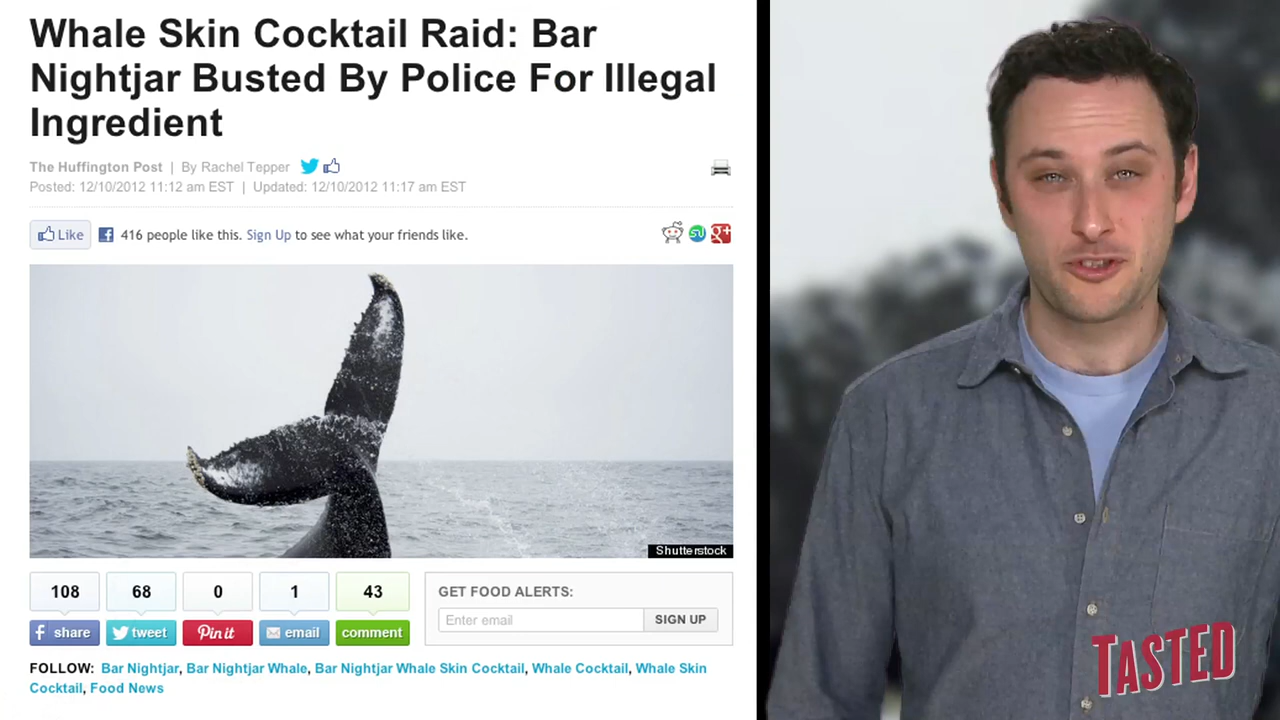 Whale Skin Cocktail Raid: Bar
Nightjar Busted By Police For Illegal
Ingredient
The Huffington Post | By Rachel Tepper
Posted: 12/10/2012 11:12 am EST | Updated: 12/10/2012 11:17 am EST
Like
416 people like this. Sign Up to see what your friends like.
Shutterstock
108 68 0 1 43
share tweet Pin it email comment
GET FOOD ALERTS:
Enter email SIGN UP
FOLLOW: Bar Nightjar, Bar Nightjar Whale, Bar Nightjar Whale Skin Cocktail, Whale Cocktail, Whale Skin
Cocktail, Food News
TASTED